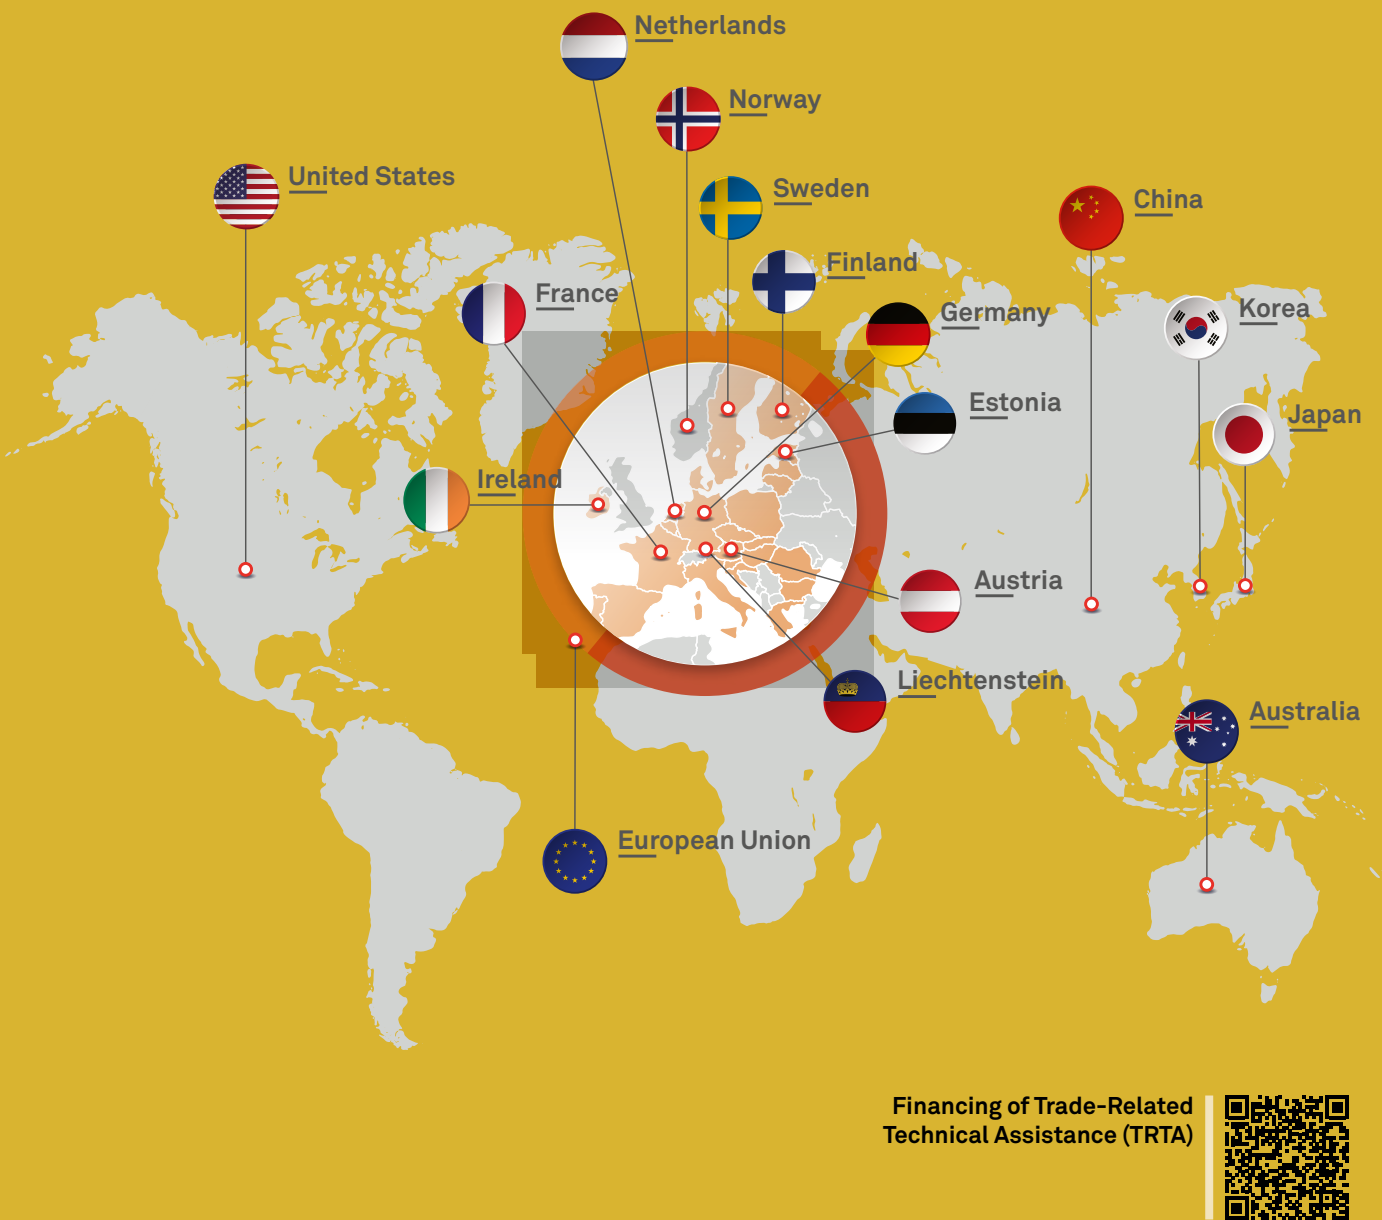 Netherlands
Norway
United States
Sweden
China
Finland
France
Germany
Korea
Estonia
Japan
Ireland
Austria
Liechtenstein
Australia
European Union
Financing of Trade-Related
Technical Assistance (TRTA)